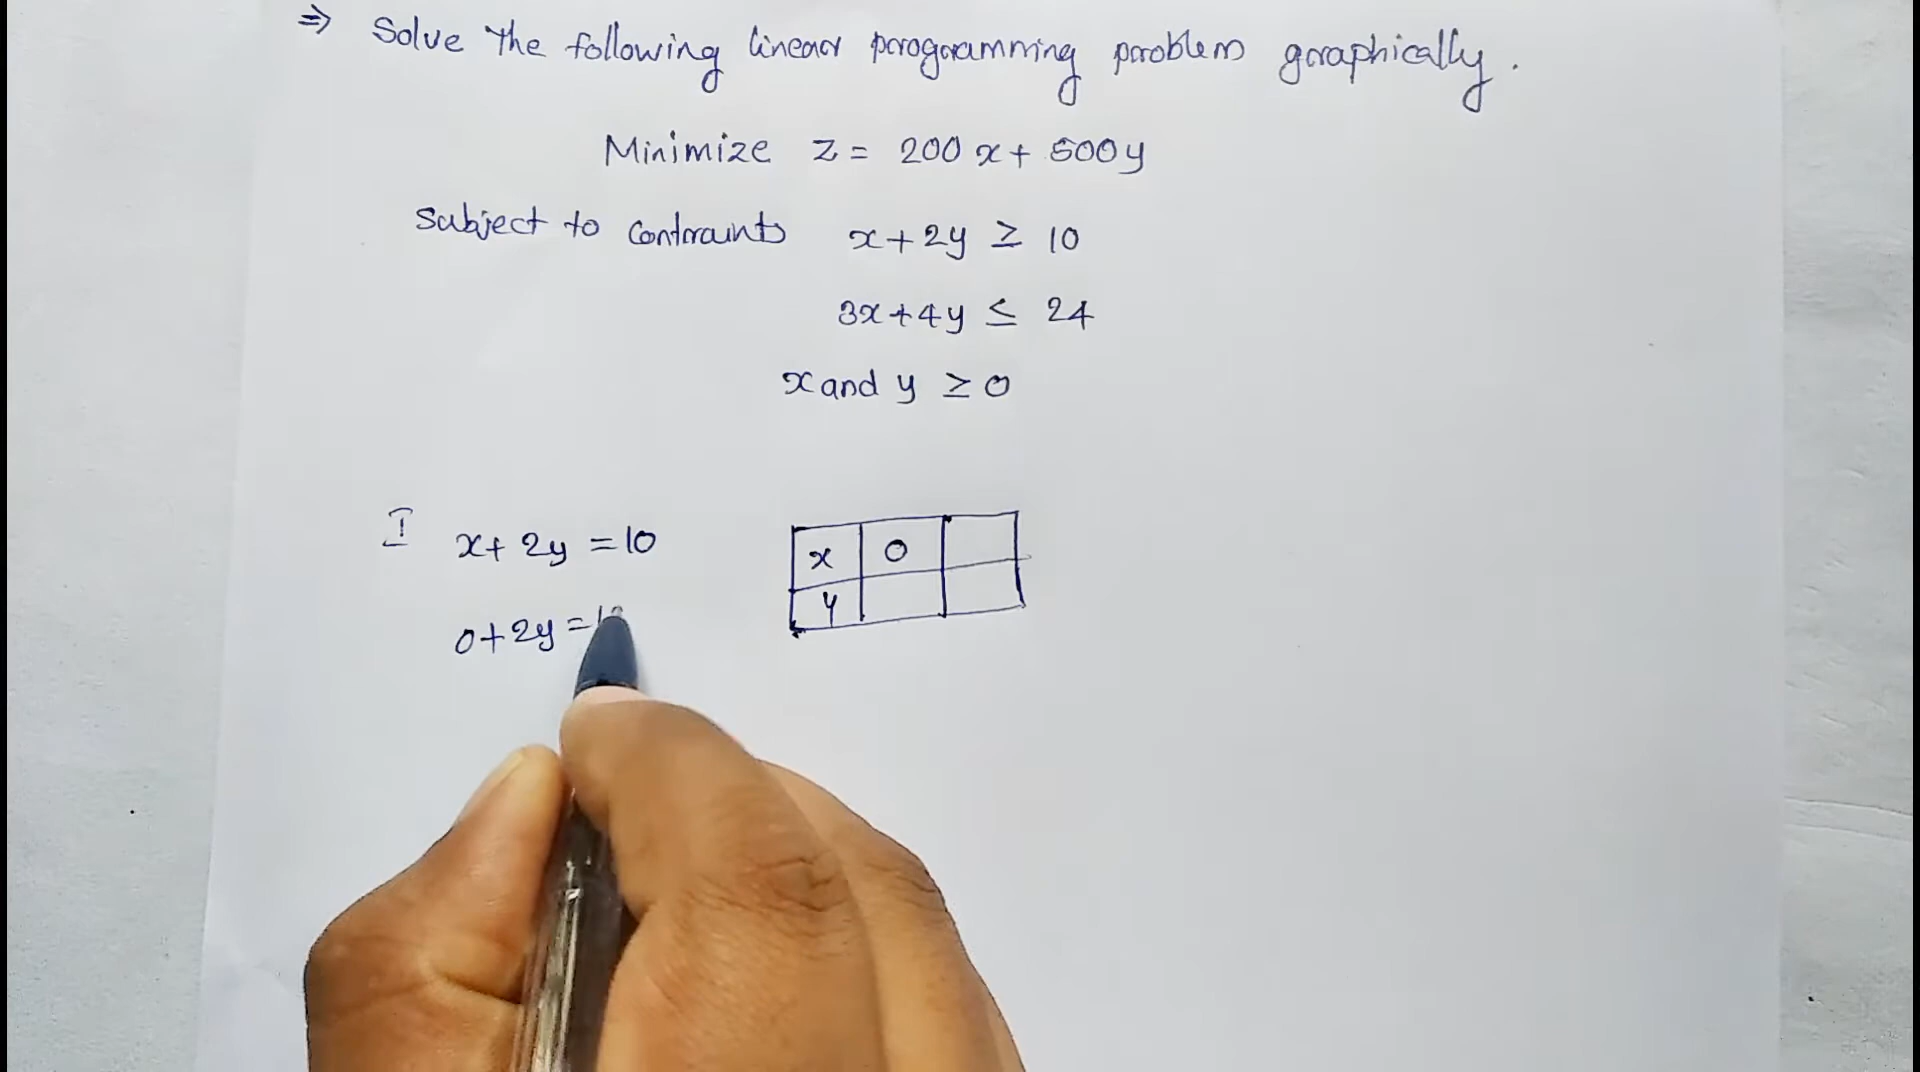 ⇒ Solve the following linear programming problem graphically.
Minimize z = 200x + 500y
Subject to contraints x + 2y ≥ 10
3x + 4y ≤ 24
x and y ≥ 0
I x + 2y = 10
x 0
0 + 2y = 10
y